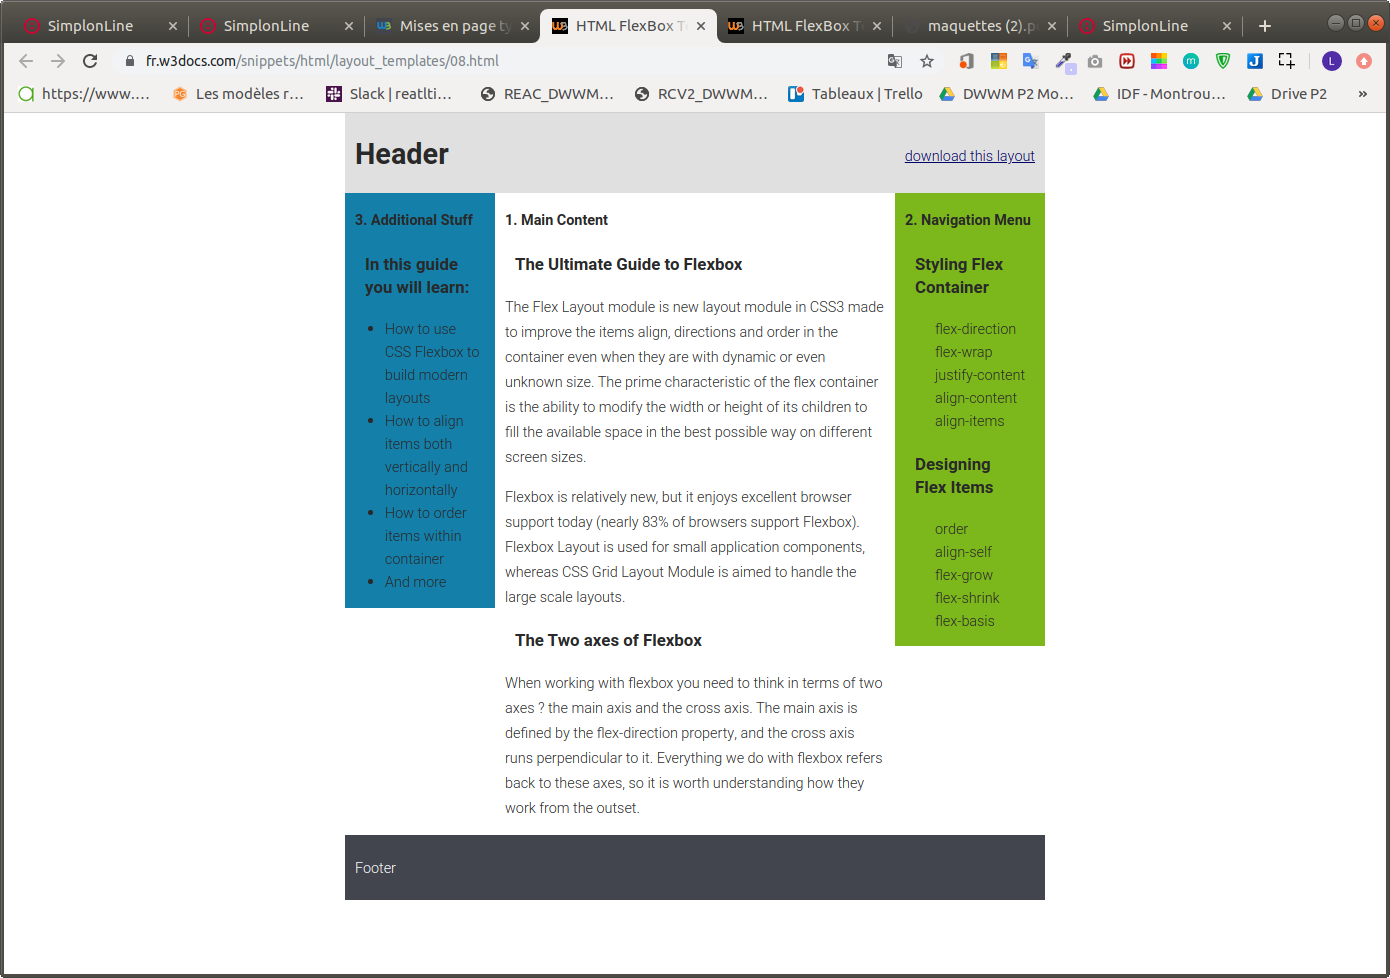 SimplonLine
SimplonLine
Mises en page ty
HTML FlexBox T
HTML FlexBox T
maquettes (2).p
SimplonLine
fr.w3docs.com/snippets/html/layout_templates/08.html
L
https://www....
Les modèles r...
Slack | reatlti...
REAC_DWWM...
RCV2_DWWM...
Tableaux | Trello
DWWM P2 Mo...
IDF - Montrou...
Drive P2
»
Header
download this layout
3. Additional Stuff
In this guide
you will learn:
• How to use
CSS Flexbox to
build modern
layouts
• How to align
items both
vertically and
horizontally
• How to order
items within
container
• And more
1. Main Content
The Ultimate Guide to Flexbox
The Flex Layout module is new layout module in CSS3 made
to improve the items align, directions and order in the
container even when they are with dynamic or even
unknown size. The prime characteristic of the flex container
is the ability to modify the width or height of its children to
fill the available space in the best possible way on different
screen sizes.
Flexbox is relatively new, but it enjoys excellent browser
support today (nearly 83% of browsers support Flexbox).
Flexbox Layout is used for small application components,
whereas CSS Grid Layout Module is aimed to handle the
large scale layouts.
The Two axes of Flexbox
When working with flexbox you need to think in terms of two
axes ? the main axis and the cross axis. The main axis is
defined by the flex-direction property, and the cross axis
runs perpendicular to it. Everything we do with flexbox refers
back to these axes, so it is worth understanding how they
work from the outset.
2. Navigation Menu
Styling Flex
Container
flex-direction
flex-wrap
justify-content
align-content
align-items
Designing
Flex Items
order
align-self
flex-grow
flex-shrink
flex-basis
Footer